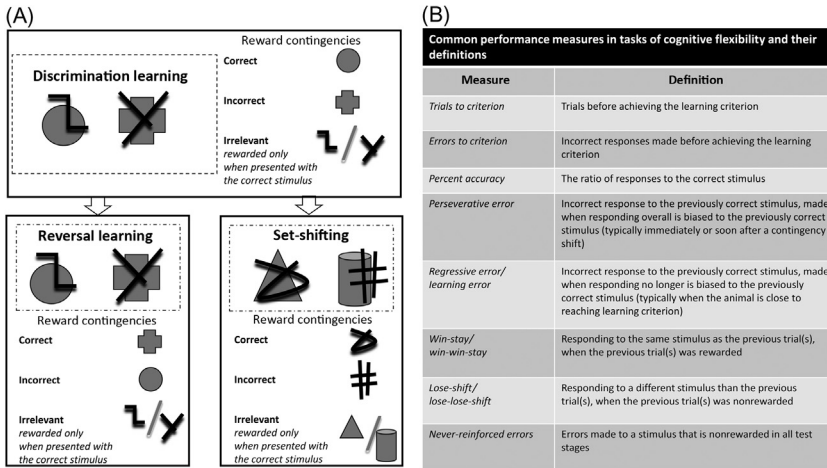 (A)
Reward contingencies
Discrimination learning
Correct
Incorrect
Irrelevant
rewarded only
when presented with
the correct stimulus
Reversal learning
Reward contingencies
Correct
Incorrect
Irrelevant
rewarded only
when presented with
the correct stimulus
Set-shifting
Reward contingencies
Correct
Incorrect
Irrelevant
rewarded only
when presented with
the correct stimulus
(B)
Common performance measures in tasks of cognitive flexibility and their
definitions
Measure Definition
Trials to criterion Trials before achieving the learning criterion
Errors to criterion Incorrect responses made before achieving the learning
criterion
Percent accuracy The ratio of responses to the correct stimulus
Perseverative error Incorrect response to the previously correct stimulus, made
when responding overall is biased to the previously correct
stimulus (typically immediately or soon after a contingency
shift)
Regressive error/ Incorrect response to the previously correct stimulus, made
learning error when responding no longer is biased to the previously
correct stimulus (typically when the animal is close to
reaching learning criterion)
Win-stay/ Responding to the same stimulus as the previous trial(s),
win-win-stay when the previous trial(s) was rewarded
Lose-shift/ Responding to a different stimulus than the previous
lose-lose-shift trial(s), when the previous trial(s) was nonrewarded
Never-reinforced errors Errors made to a stimulus that is nonrewarded in all test
stages